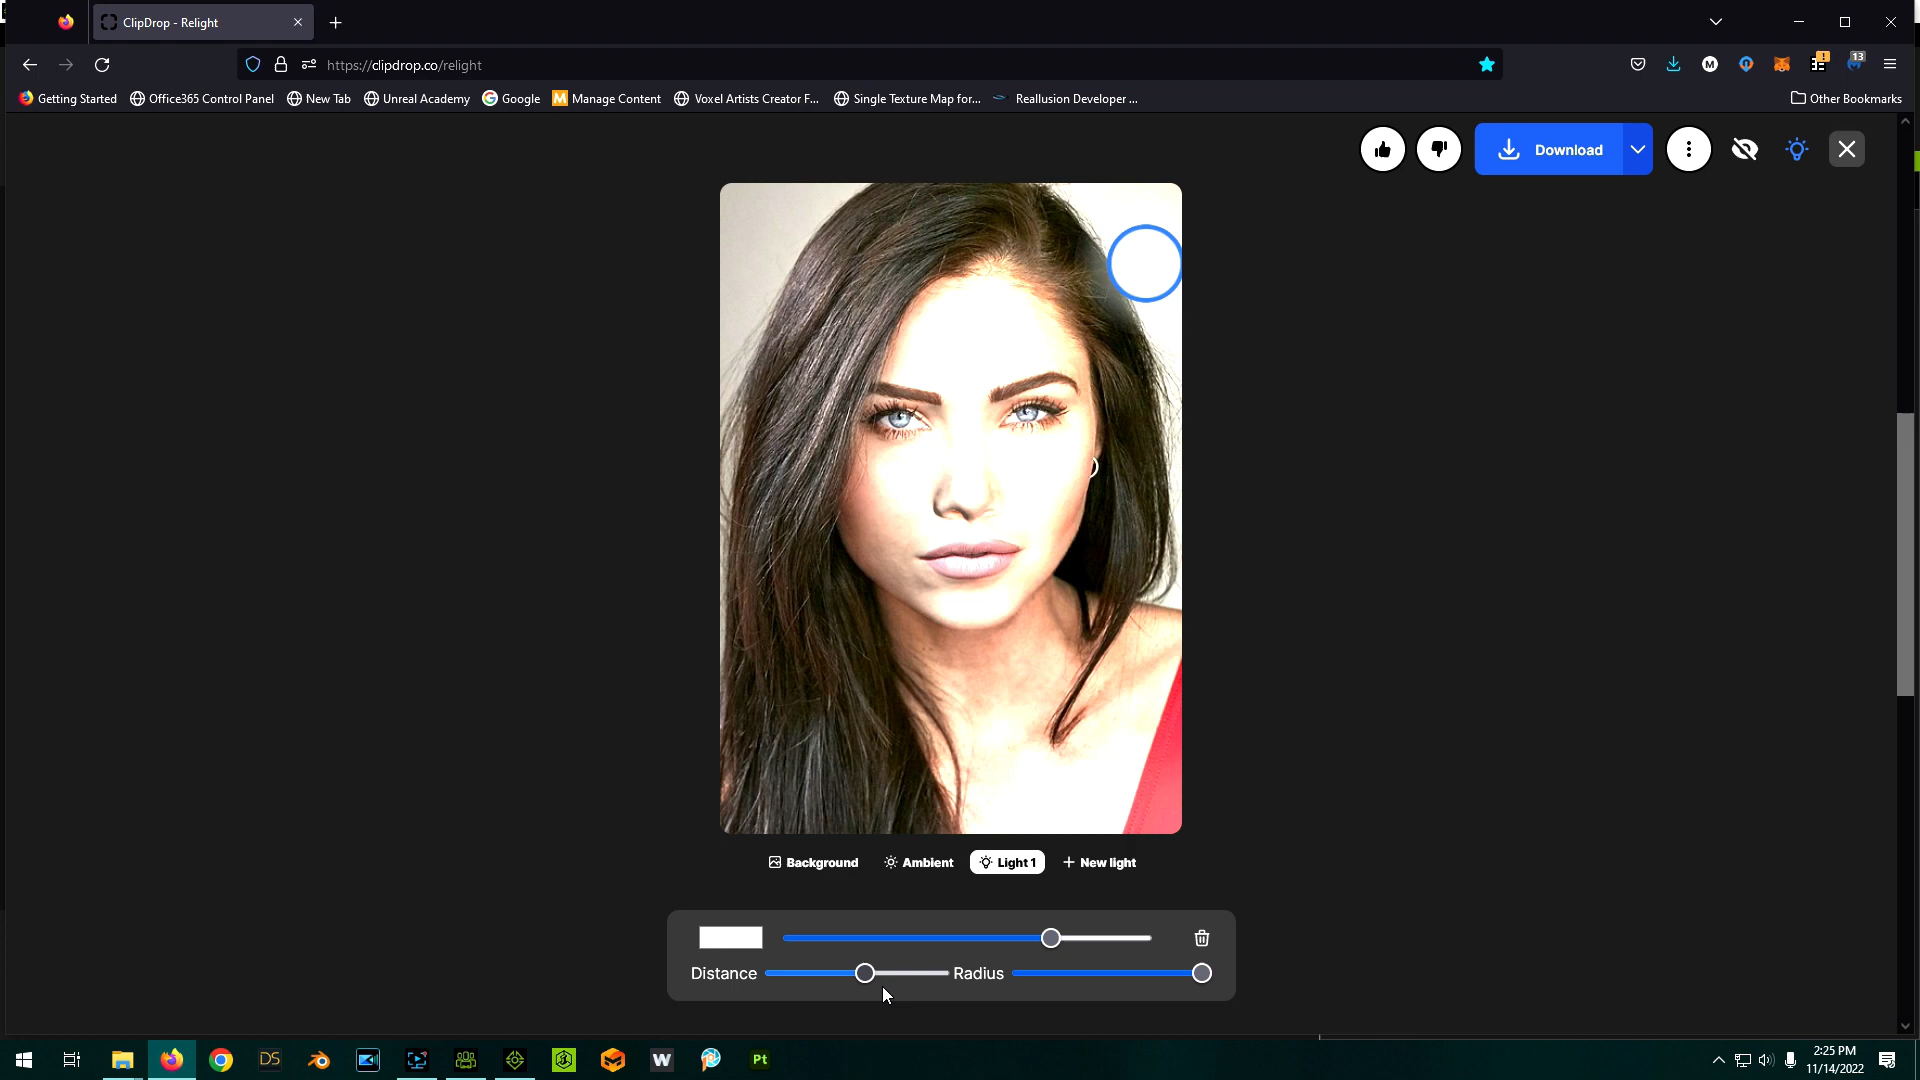 ClipDrop - Relight
https://clipdrop.co/relight
13
Getting Started
Office365 Control Panel
New Tab
Unreal Academy
Google
Manage Content
Voxel Artists Creator F...
Single Texture Map for...
Reallusion Developer ...
Other Bookmarks
Download
Background
Ambient
Light 1
New light
Distance
Radius
DS
W
Pt
2:25 PM
11/14/2022